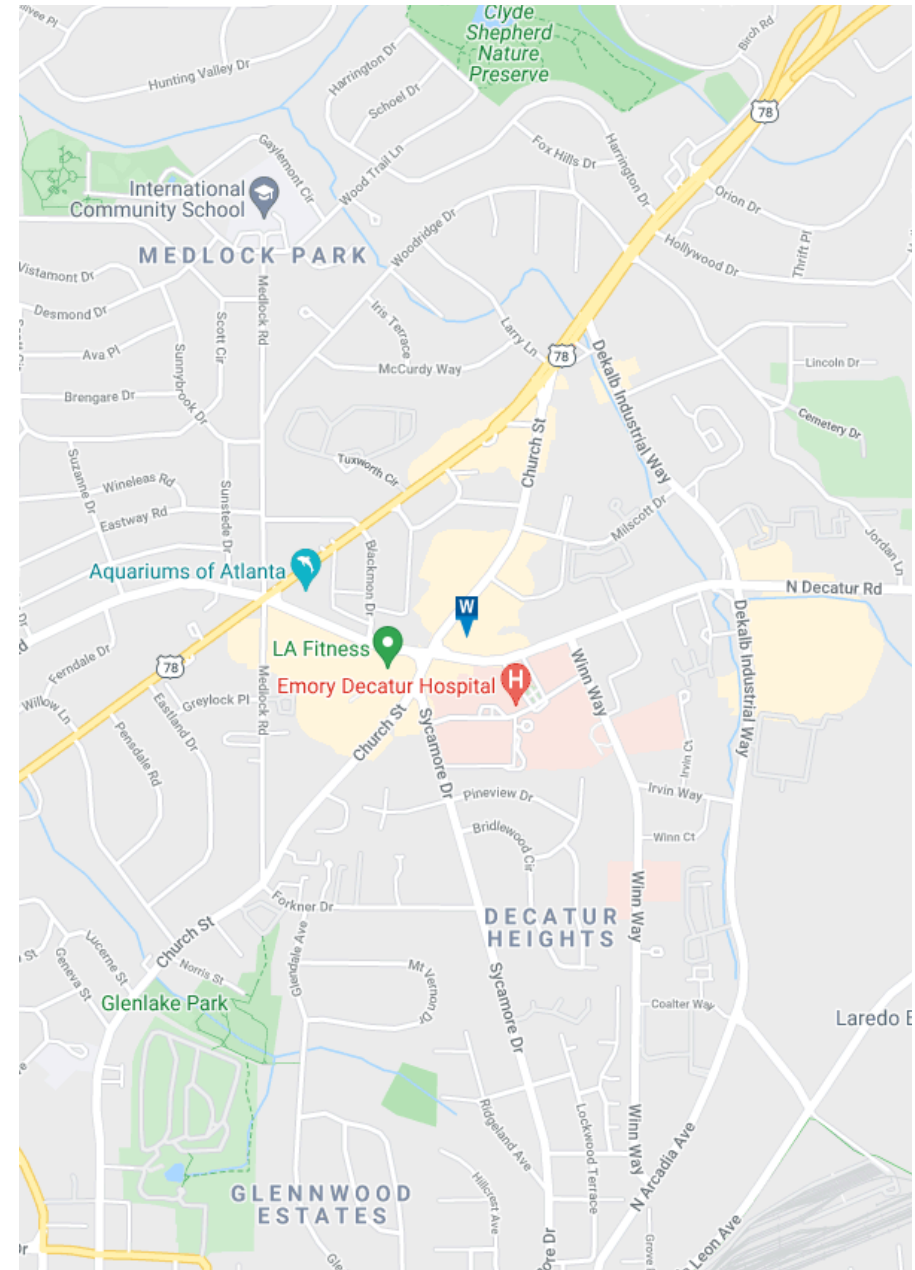 ilvee Pl
Clyde
Shepherd
Nature
Preserve
Birch Rd
Hunting Valley Dr
Harrington Dr
Schoel Dr
78
Gaylemont Cir
Fox Hills Dr
Harrington Dr
International
Community School
Wood Trail Ln
Orion Dr
MEDLOCK PARK
Woodridge Dr
Hollywood Dr
Thrift Pl
Vistamont Dr
Medlock Rd
Desmond Dr
Scott Cir
Iris Terrace
Larry Ln
78
Ava Pl
Sunnybrook Dr
McCurdy Way
Dekalb Industrial Way
Lincoln Dr
Brengare Dr
Church St
Cemetery Dr
Suzanne Dr
Tuxworth Cir
Wineleas Rd
Sunstede Dr
Eastway Rd
Milscott Dr
Jordan Ln
Blackmon Dr
Aquariums of Atlanta
N Decatur Rd
W
Dekalb Industrial Way
LA Fitness
Ferndale Dr
78
Medlock Rd
Emory Decatur Hospital
H
Winn Way
Willow Ln
Greylock Pl
Eastland Dr
Pensdale Rd
Church St
Sycamore Dr
Irvin Ct
Pineview Dr
Irvin Way
Bridlewood Cir
Winn Ct
Forkner Dr
Winn Way
DECATUR
HEIGHTS
Church St
Lucerne St
Geneva St
Glendale Ave
Norris St
Mt Vernon Dr
Sycamore Dr
Glenlake Park
Coalter Way
Laredo
Ridgeland Ave
Lockwood Terrace
Winn Way
N Arcadia Ave
Hillcrest Ave
GLENNWOOD
ESTATES
Leon Ave